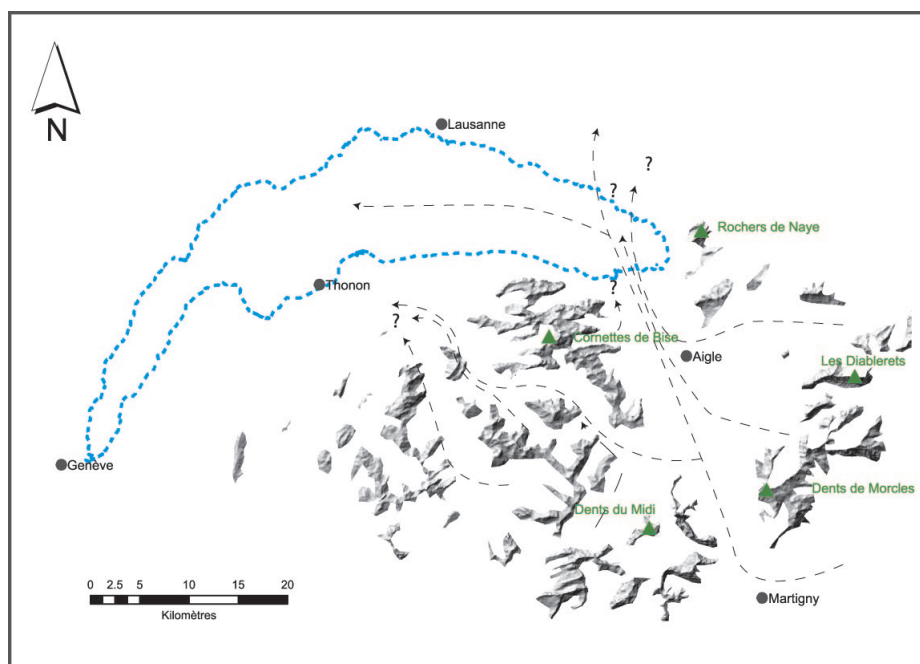 N
Lausanne
?
?
Rochers de Naye
Thonon
?
?
Cornettes de Bise
Aigle
Les Diablerets
Genève
Dents de Morcles
Dents du Midi
0 2.5 5 10 15 20
Kilomètres
Martigny